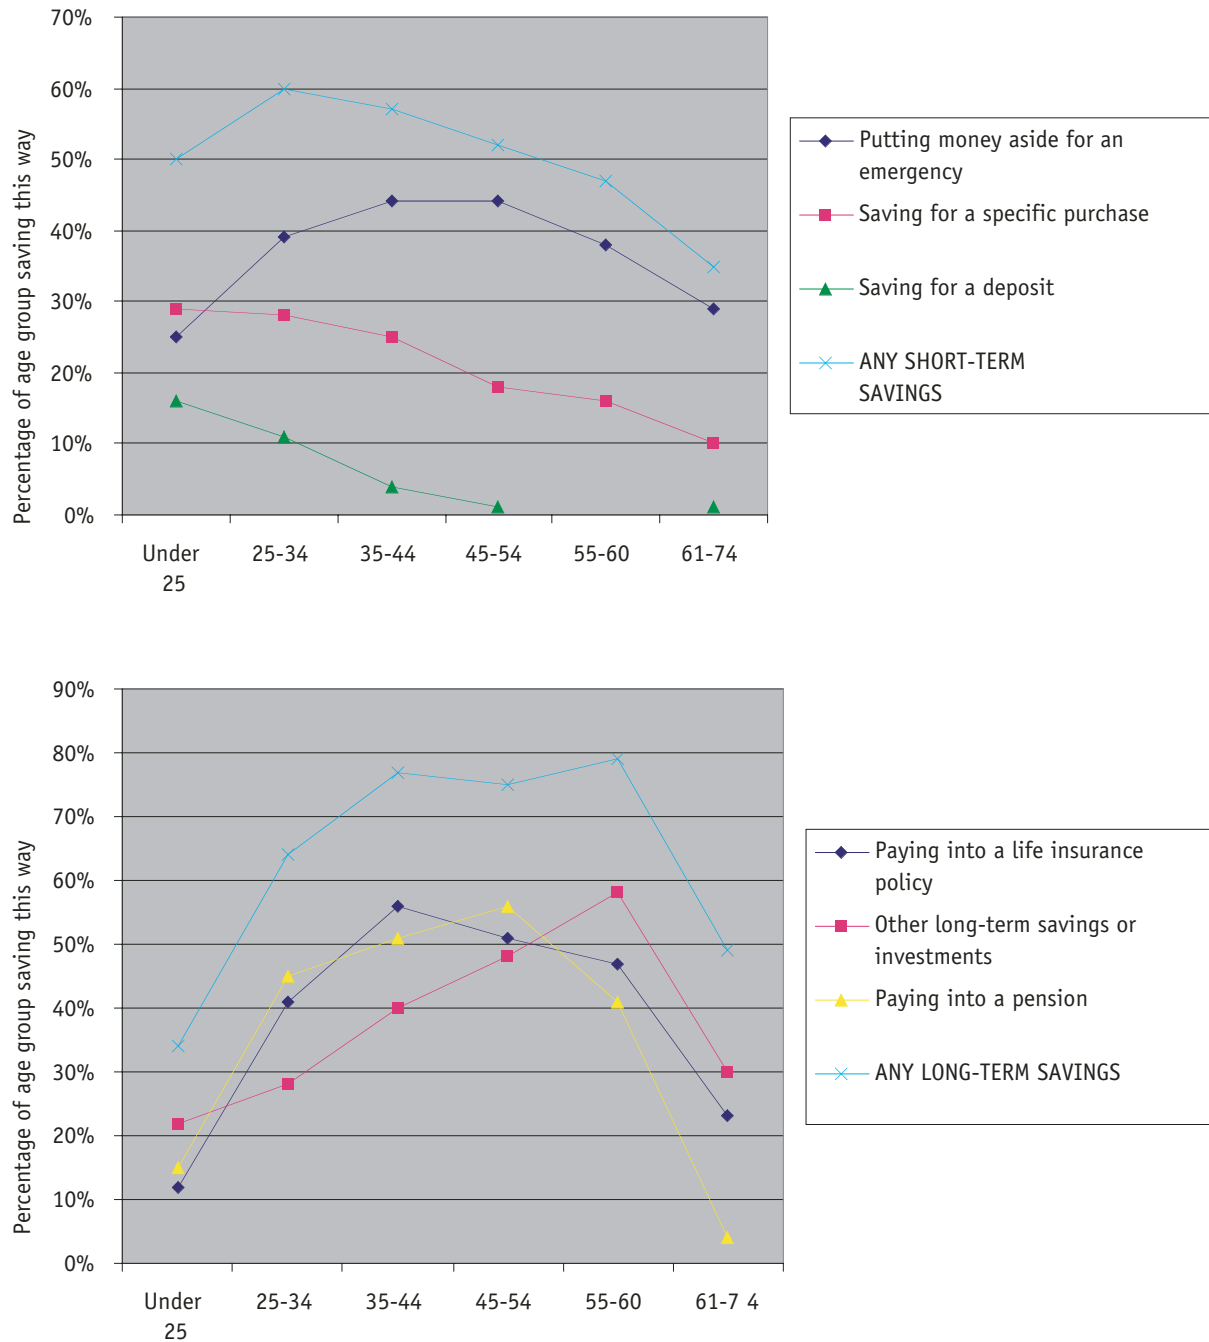 Percentage of age group saving this way
70%
60%
50%
40%
30%
20%
10%
0%
Under
25
25-34
35-44
45-54
55-60
61-74
Putting money aside for an
emergency
Saving for a specific purchase
Saving for a deposit
ANY SHORT-TERM
SAVINGS
Percentage of age group saving this way
90%
80%
70%
60%
50%
40%
30%
20%
10%
0%
Under
25
25-34
35-44
45-54
55-60
61-7 4
Paying into a life insurance
policy
Other long-term savings or
investments
Paying into a pension
ANY LONG-TERM SAVINGS